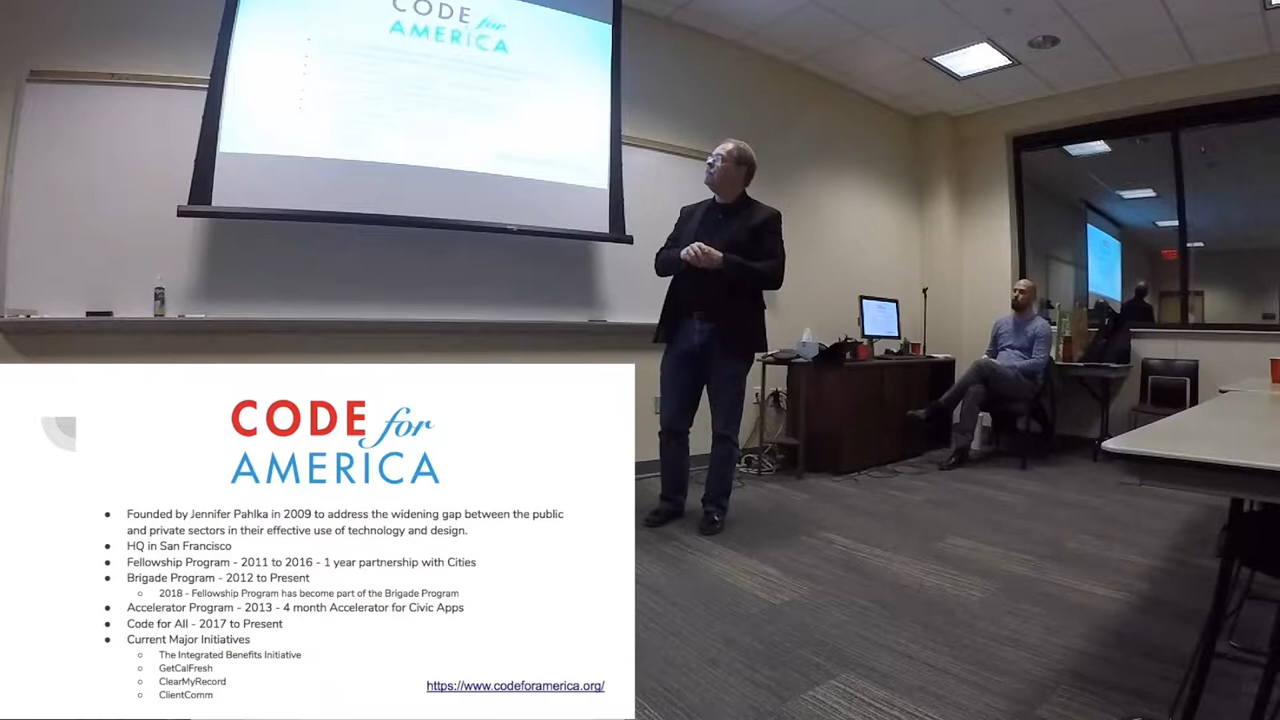 CODE for
AMERICA
CODE for
AMERICA
● Founded by Jennifer Pahlka in 2009 to address the widening gap between the public
and private sectors in their effective use of technology and design.
● HQ in San Francisco
● Fellowship Program - 2011 to 2016 - 1 year partnership with Cities
● Brigade Program - 2012 to Present
○ 2018 - Fellowship Program has become part of the Brigade Program
● Accelerator Program - 2013 - 4 month Accelerator for Civic Apps
● Code for All - 2017 to Present
● Current Major Initiatives
○ The Integrated Benefits Initiative
○ GetCalFresh
○ ClearMyRecord
○ ClientComm
https://www.codeforamerica.org/